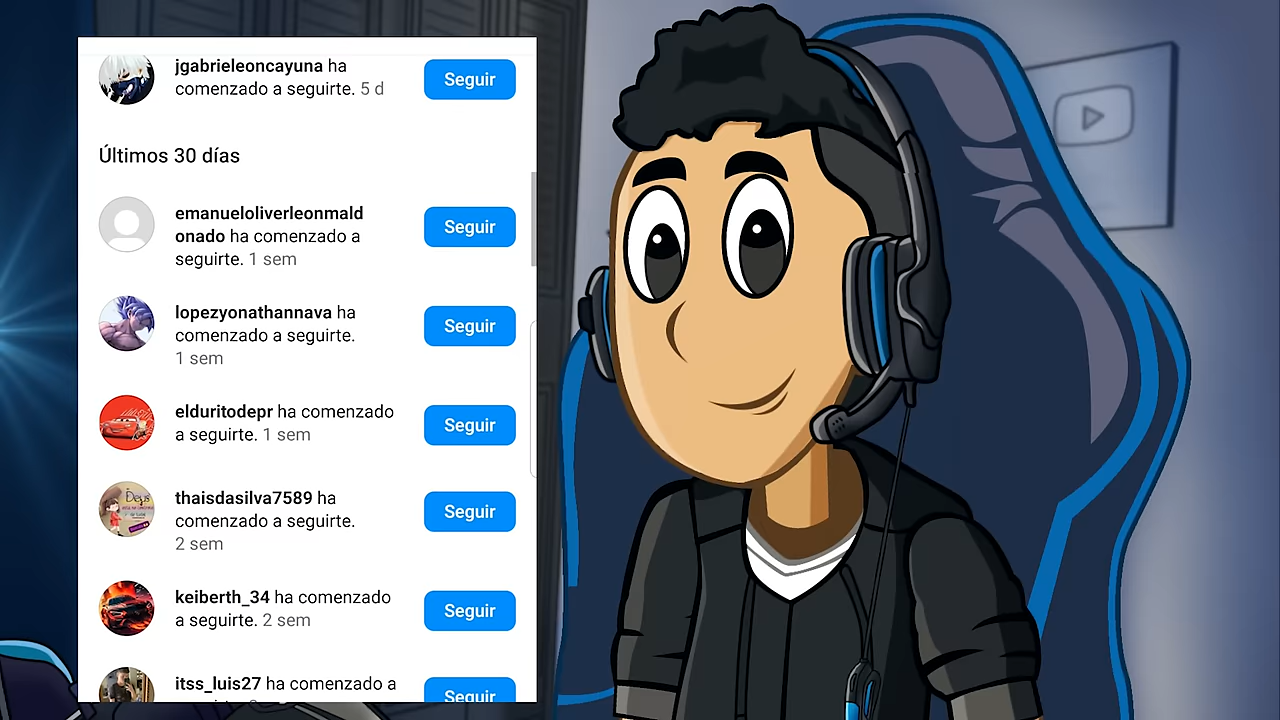 jgabrieleoncayuna ha
comenzado a seguirte. 5 d
Seguir
Últimos 30 días
emanueloliverleonmald
onado ha comenzado a
seguirte. 1 sem
Seguir
lopezyonathannava ha
comenzado a seguirte.
1 sem
Seguir
elduritodepr ha comenzado
a seguirte. 1 sem
Seguir
thaisdasilva7589 ha
comenzado a seguirte.
2 sem
Seguir
keiberth_34 ha comenzado
a seguirte. 2 sem
Seguir
itss_luis27 ha comenzado a
Seguir